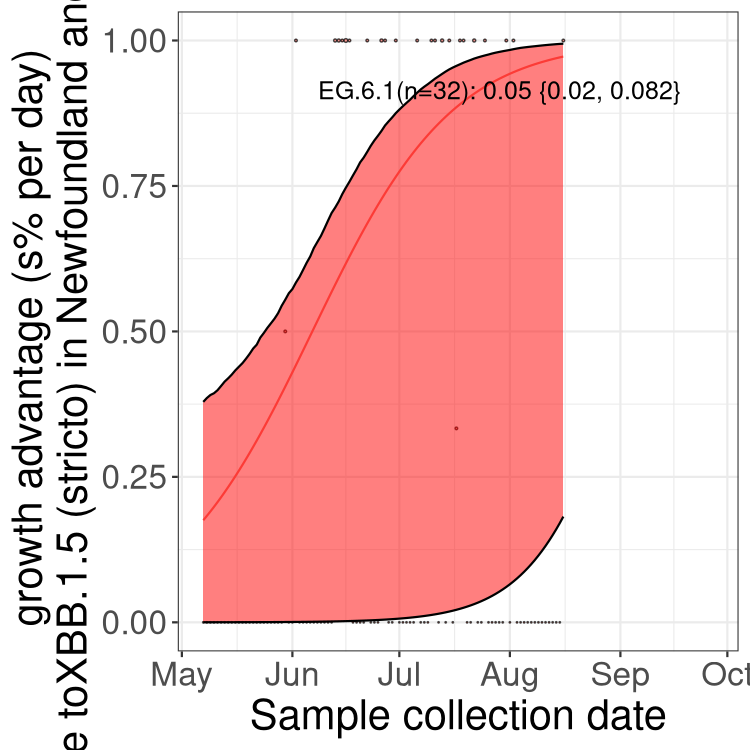 growth advantage (s% per day)
toXBB.1.5 (stricto) in Newfoundland
1.00
0.75
0.50
0.25
0.00
EG.6.1(n=32): 0.05 {0.02, 0.082}
May Jun Jul Aug Sep Oct
Sample collection date